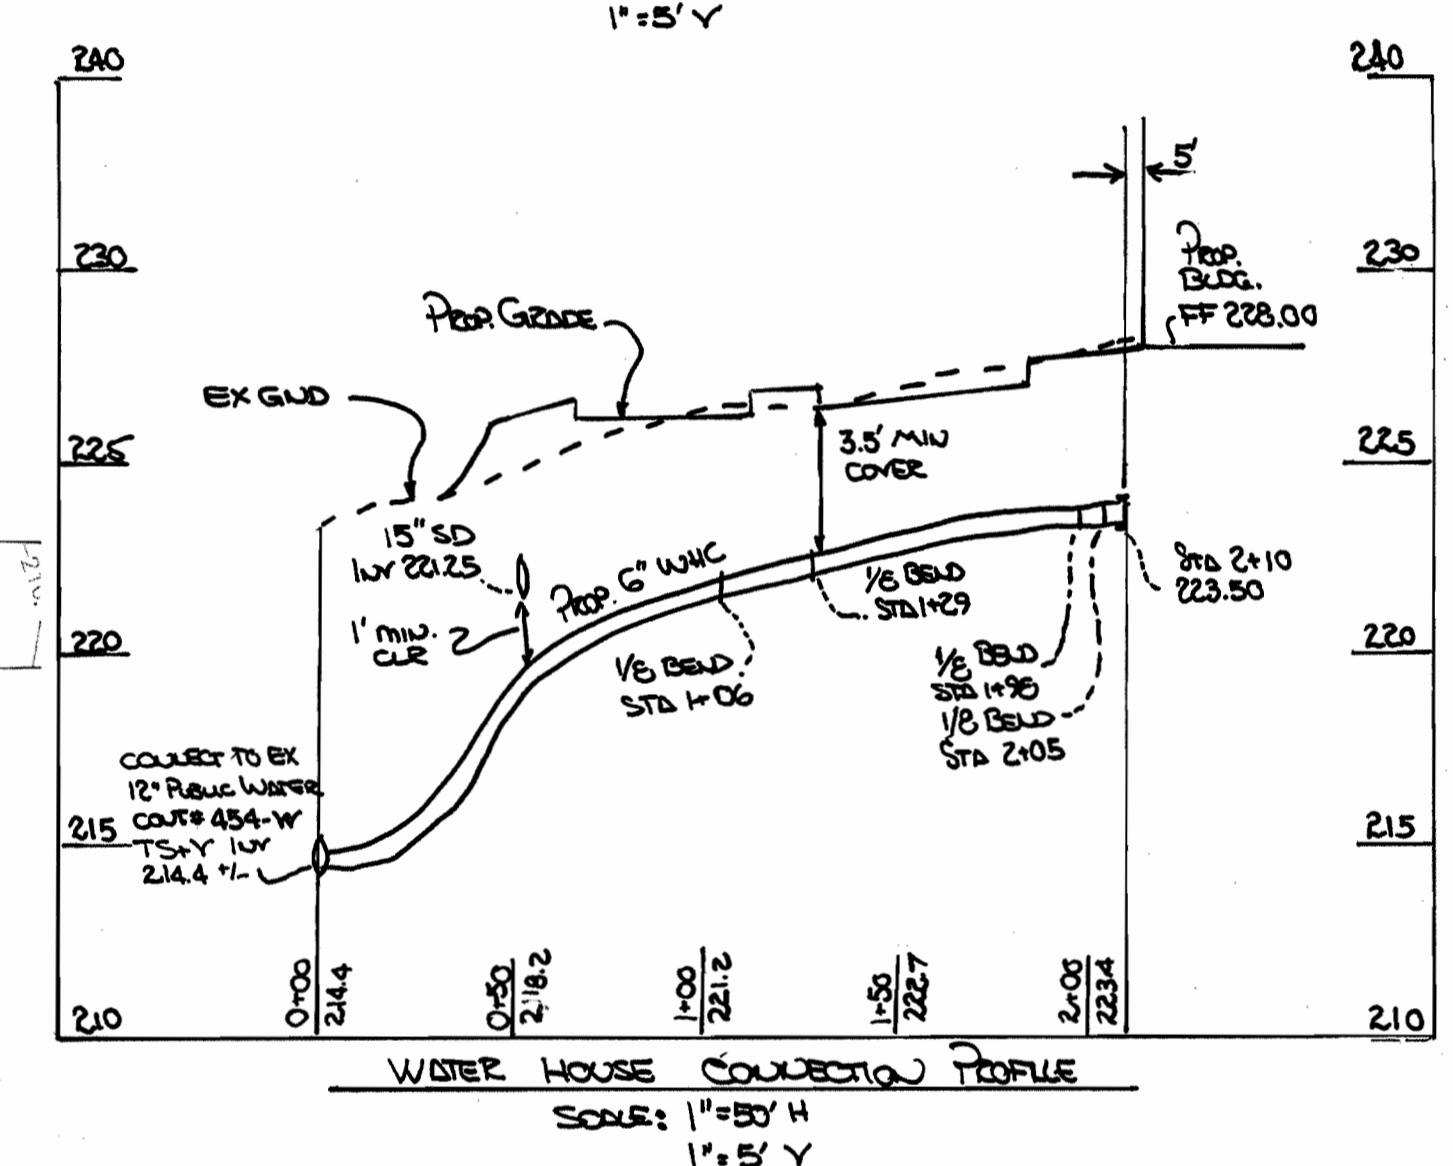 1"=5' V
240
240
5'
PROP.
BLDG.
FF 228.00
230
230
PROP. GRADE
EX GND
225
225
3.5' MIN
COVER
15" SD
INV 221.25
PROP. 6" WHC
1' MIN.
CLR
1/8 BEND
STA 1+29
STA 2+10
223.50
220
220
1/8 BEND
STA 1+06
1/8 BEND
STA 1+98
1/8 BEND
STA 2+05
CONNECT TO EX
12" PUBLIC WATER
CONT# 454-W
TS+V INV
214.4 +/-
215
215
0+00
214.4
0+50
218.2
1+00
221.2
1+50
222.7
2+00
223.4
210
210
WATER HOUSE CONNECTION PROFILE
SCALE: 1"=50' H
1"=5' V